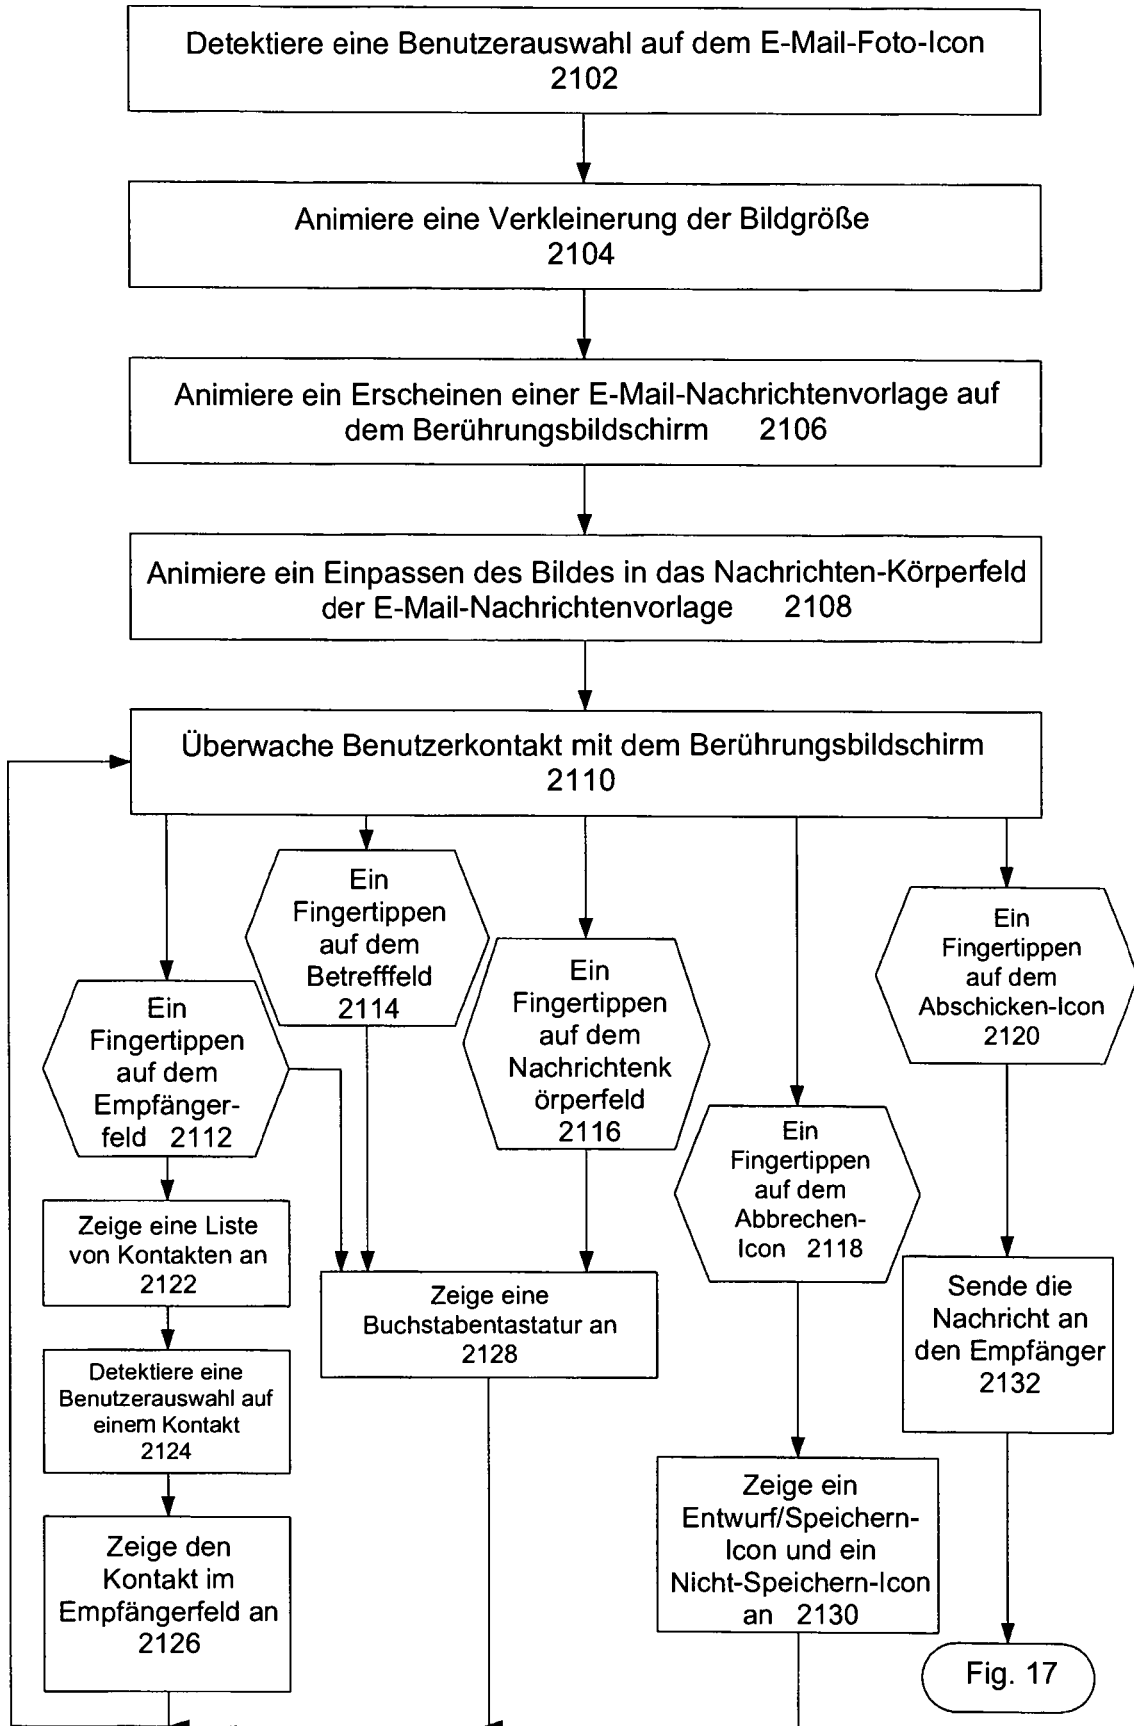 Detektiere eine Benutzerauswahl auf dem E-Mail-Foto-Icon
2102
Animiere eine Verkleinerung der Bildgröße
2104
Animiere ein Erscheinen einer E-Mail-Nachrichtenvorlage auf
dem Berührungsbildschirm 2106
Animiere ein Einpassen des Bildes in das Nachrichten-Körperfeld
der E-Mail-Nachrichtenvorlage 2108
Überwache Benutzerkontakt mit dem Berührungsbildschirm
2110
Ein
Fingertippen
auf dem
Empfänger-
feld 2112
Ein
Fingertippen
auf dem
Betrefffeld
2114
Ein
Fingertippen
auf dem
Nachrichtenk
örperfeld
2116
Ein
Fingertippen
auf dem
Abbrechen-
Icon 2118
Ein
Fingertippen
auf dem
Abschicken-Icon
2120
Zeige eine Liste
von Kontakten an
2122
Detektiere eine
Benutzerauswahl auf
einem Kontakt
2124
Zeige den
Kontakt im
Empfängerfeld an
2126
Zeige eine
Buchstabentastatur an
2128
Zeige ein
Entwurf/Speichern-
Icon und ein
Nicht-Speichern-Icon
an 2130
Sende die
Nachricht an
den Empfänger
2132
Fig. 17